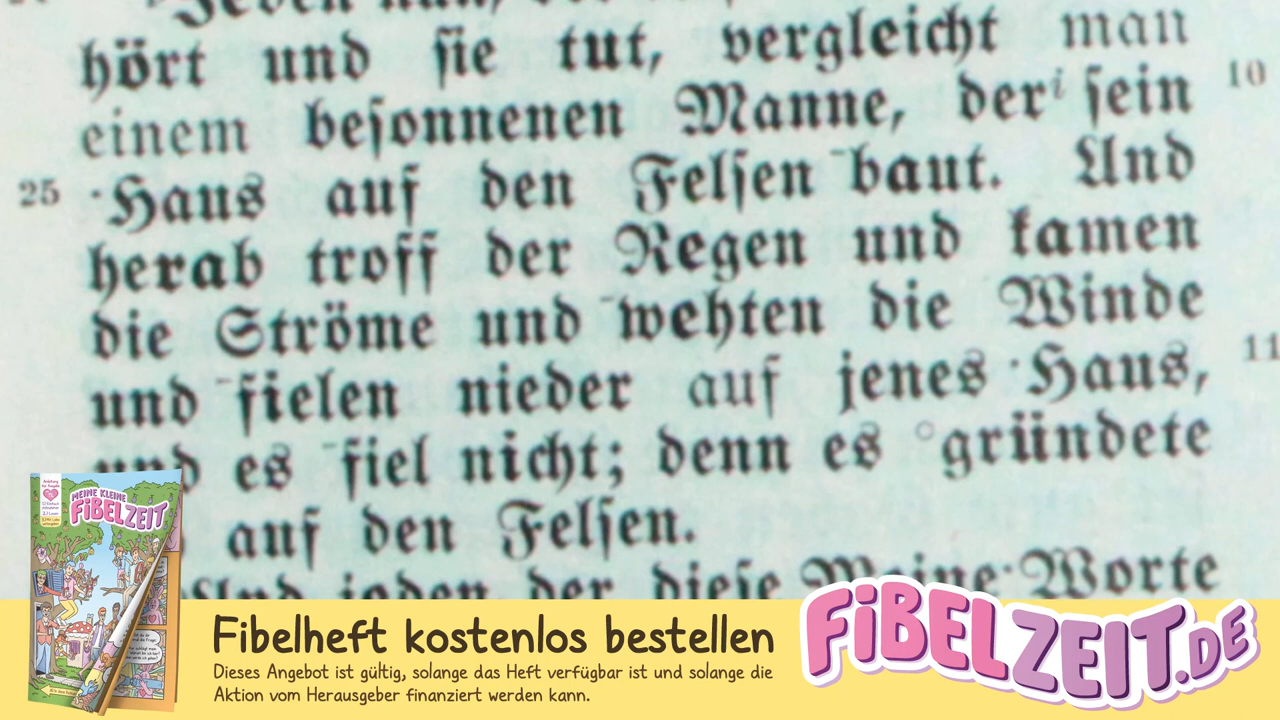 hört und ſie tut, vergleicht man
einem beſonnenen Manne, derⁱ ſein
10
25 ·Haus auf den Felſen ¯baut. Und
herab troff der Regen und kamen
die Ströme und ¯wehten die Winde
11
und ¯fielen nieder auf jenes ·Haus,
und es ¯fiel nicht; denn es °gründete
auf den Felſen.
Und jeden der dieſe Meine·Worte
MEINE KLEINE
FiBELZEIT
Fibelheft kostenlos bestellen
Dieses Angebot ist gültig, solange das Heft verfügbar ist und solange die
Aktion vom Herausgeber finanziert werden kann.
FiBELZEIT.DE